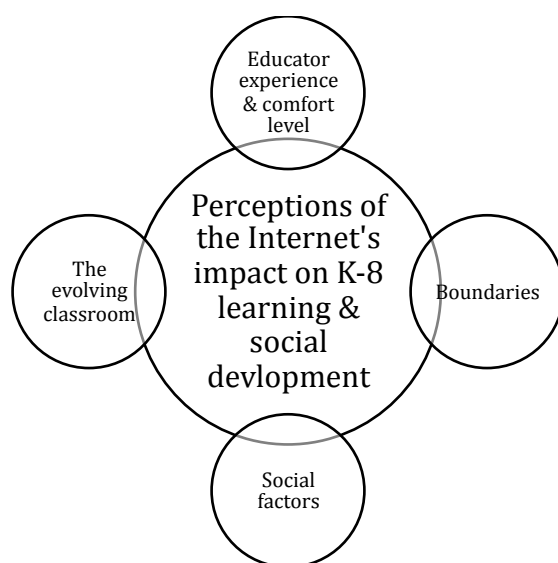 Educator
experience
& comfort
level
Perceptions of
the Internet's
impact on K-8
learning &
social
devlopment
The
evolving
classroom
Boundaries
Social
factors